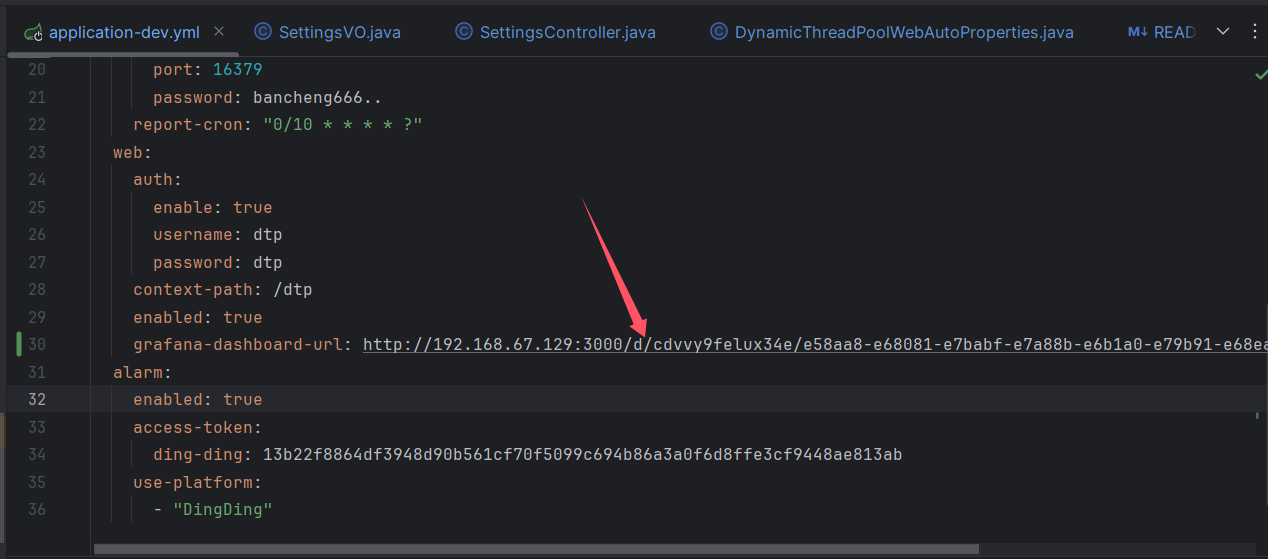 application-dev.yml × SettingsVO.java SettingsController.java DynamicThreadPoolWebAutoProperties.java M↓ READ
20 port: 16379
21 password: bancheng666..
22 report-cron: "0/10 * * * * ?"
23 web:
24 auth:
25 enable: true
26 username: dtp
27 password: dtp
28 context-path: /dtp
29 enabled: true
30 grafana-dashboard-url: http://192.168.67.129:3000/d/cdvvy9felux34e/e58aa8-e68081-e7babf-e7a88b-e6b1a0-e79b91-e68ea
31 alarm:
32 enabled: true
33 access-token:
34 ding-ding: 13b22f8864df3948d90b561cf70f5099c694b86a3a0f6d8ffe3cf9448ae813ab
35 use-platform:
36 - "DingDing"